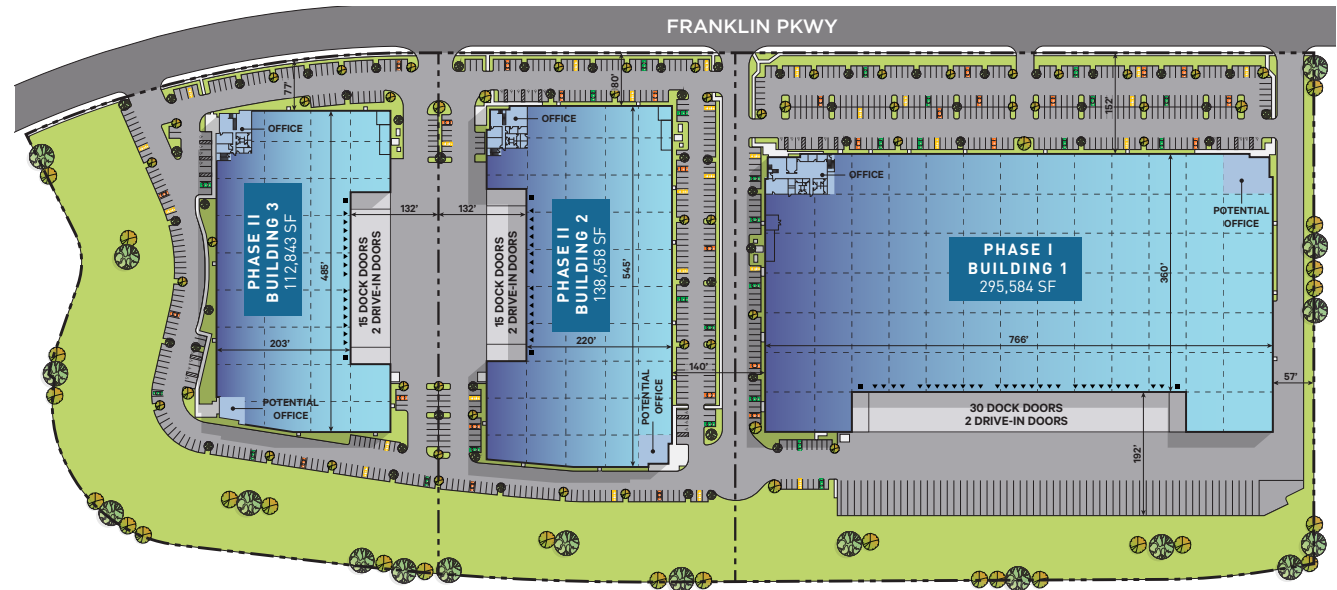 FRANKLIN PKWY
77'
OFFICE
PHASE II
BUILDING 3
112,843 SF
485'
203'
POTENTIAL
OFFICE
15 DOCK DOORS
2 DRIVE-IN DOORS
132'
132'
80'
OFFICE
15 DOCK DOORS
2 DRIVE-IN DOORS
PHASE II
BUILDING 2
138,658 SF
545'
220'
POTENTIAL
OFFICE
140'
152'
OFFICE
POTENTIAL
OFFICE
PHASE I
BUILDING 1
295,584 SF
360'
766'
57'
30 DOCK DOORS
2 DRIVE-IN DOORS
192'